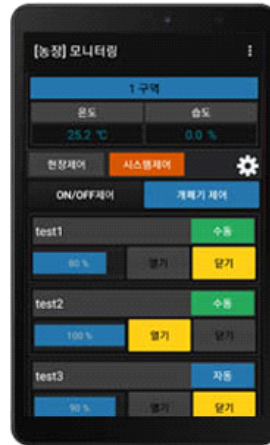 [농장] 모니터링
1 구역
온도 습도
25.2 ℃ 0.0 %
현장제어 시스템제어
ON/OFF제어 개폐기 제어
test1 수동
80 % 열기 닫기
test2 수동
100 % 열기 닫기
test3 자동
90 % 열기 닫기